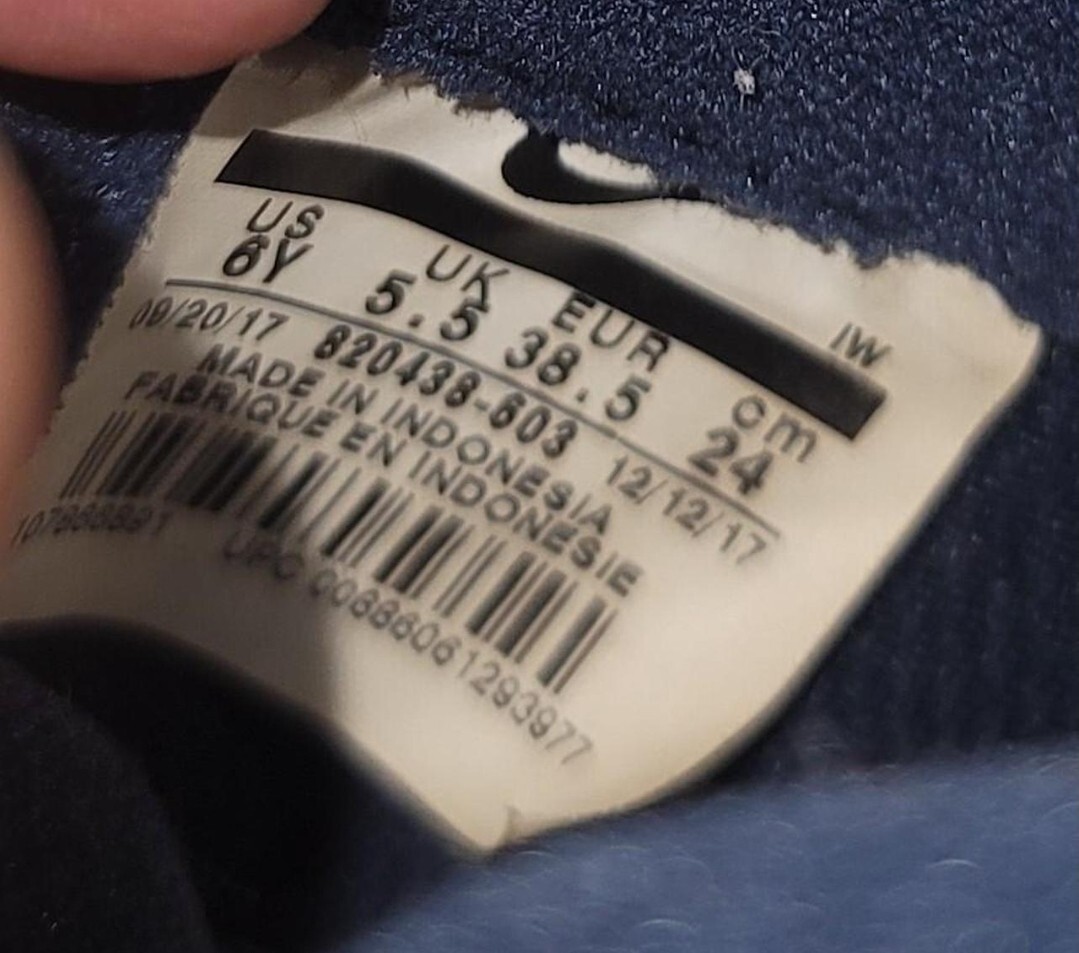 IW
US UK EUR cm
6Y 5.5 38.5 24
09/20/17 820438-603 12/12/17
MADE IN INDONESIA
FABRIQUE EN INDONESIE
UPC 00886061293977